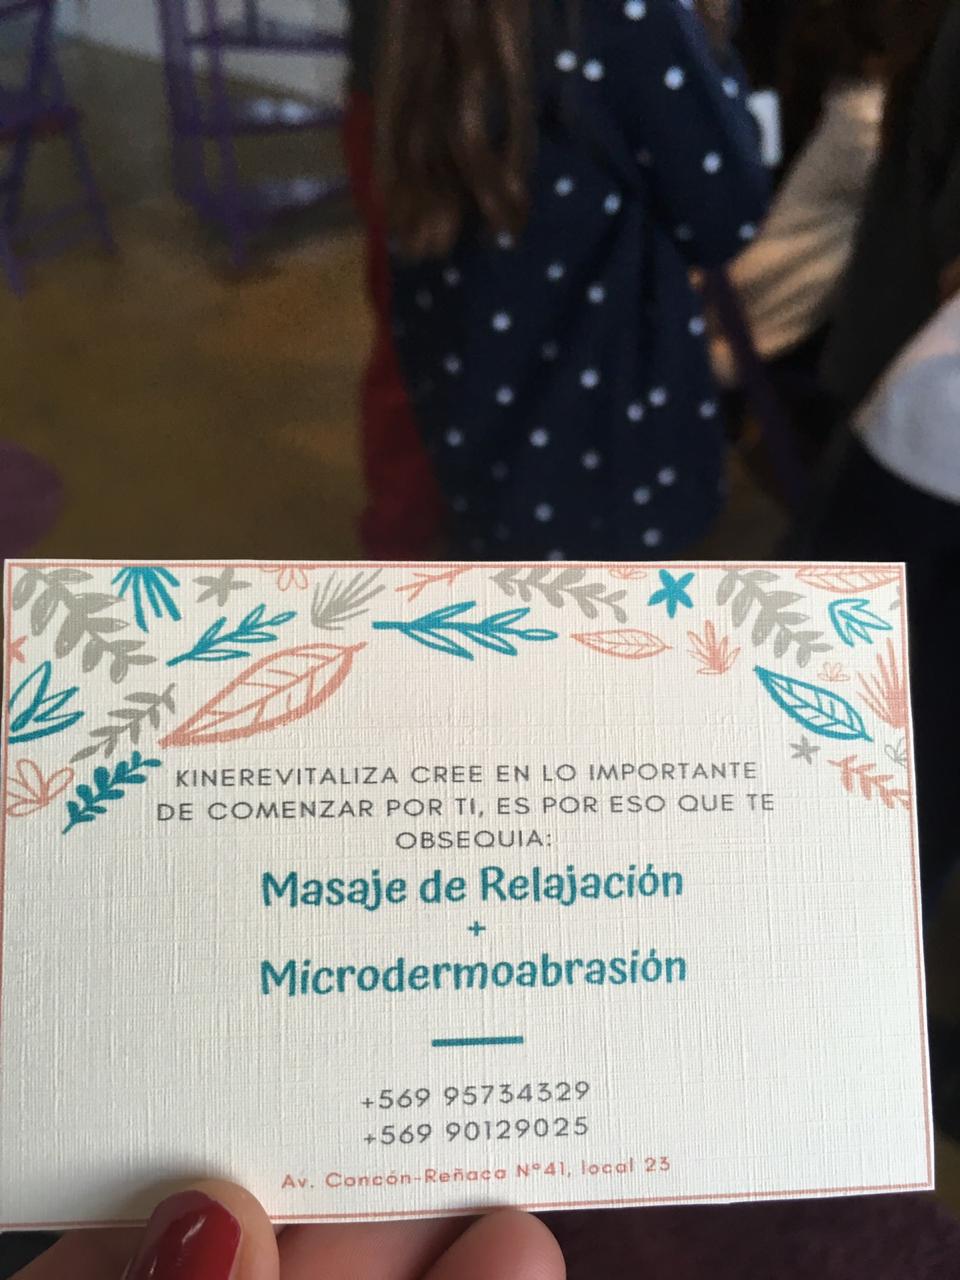 KINEREVITALIZA CREE EN LO IMPORTANTE
DE COMENZAR POR TI, ES POR ESO QUE TE
OBSEQUIA:
Masaje de Relajación
+
Microdermoabrasión
+569 95734329
+569 90129025
Av. Concón-Reñaca N°41, local 23